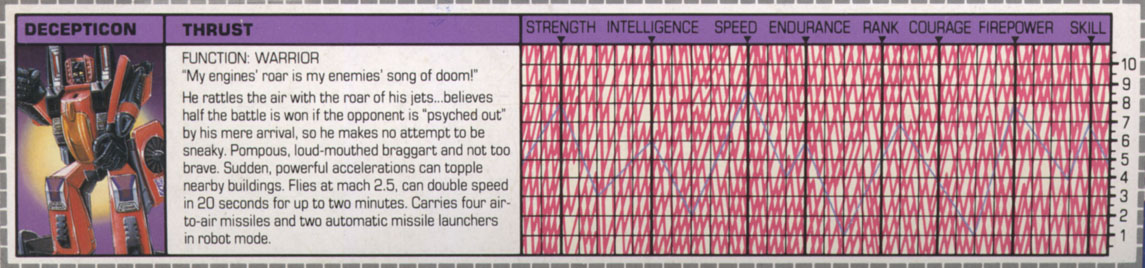 DECEPTICON
THRUST
FUNCTION: WARRIOR
"My engines' roar is my enemies' song of doom!"
He rattles the air with the roar of his jets...believes
half the battle is won if the opponent is "psyched out"
by his mere arrival, so he makes no attempt to be
sneaky. Pompous, loud-mouthed braggart and not too
brave. Sudden, powerful accelerations can topple
nearby buildings. Flies at mach 2.5, can double speed
in 20 seconds for up to two minutes. Carries four air-
to-air missiles and two automatic missile launchers
in robot mode.
STRENGTH INTELLIGENCE SPEED ENDURANCE RANK COURAGE FIREPOWER SKILL
10
9
8
7
6
5
4
3
2
1